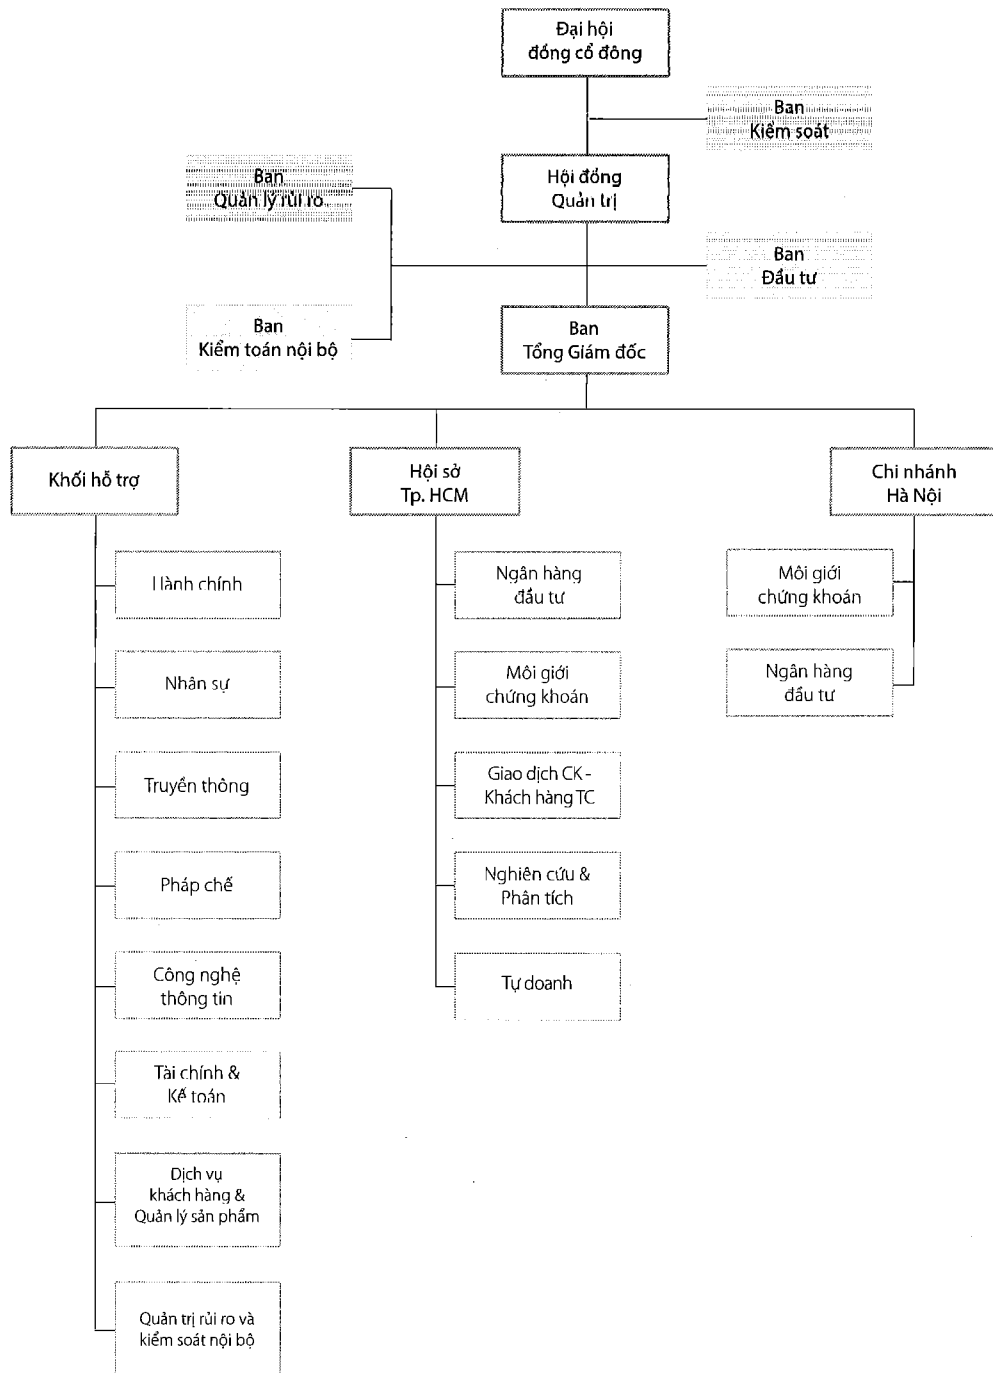 Đại hội
đồng cổ đông
Ban
Kiểm soát
Ban
Quản lý rủi ro
Hội đồng
Quản trị
Ban
Đầu tư
Ban
Kiểm toán nội bộ
Ban
Tổng Giám đốc
Khối hỗ trợ
Hội sở
Tp. HCM
Chi nhánh
Hà Nội
Hành chính
Nhân sự
Truyền thông
Pháp chế
Công nghệ
thông tin
Tài chính &
Kế toán
Dịch vụ
khách hàng &
Quản lý sản phẩm
Quản trị rủi ro và
kiểm soát nội bộ
Ngân hàng
đầu tư
Môi giới
chứng khoán
Giao dịch CK -
Khách hàng TC
Nghiên cứu &
Phân tích
Tự doanh
Môi giới
chứng khoán
Ngân hàng
đầu tư